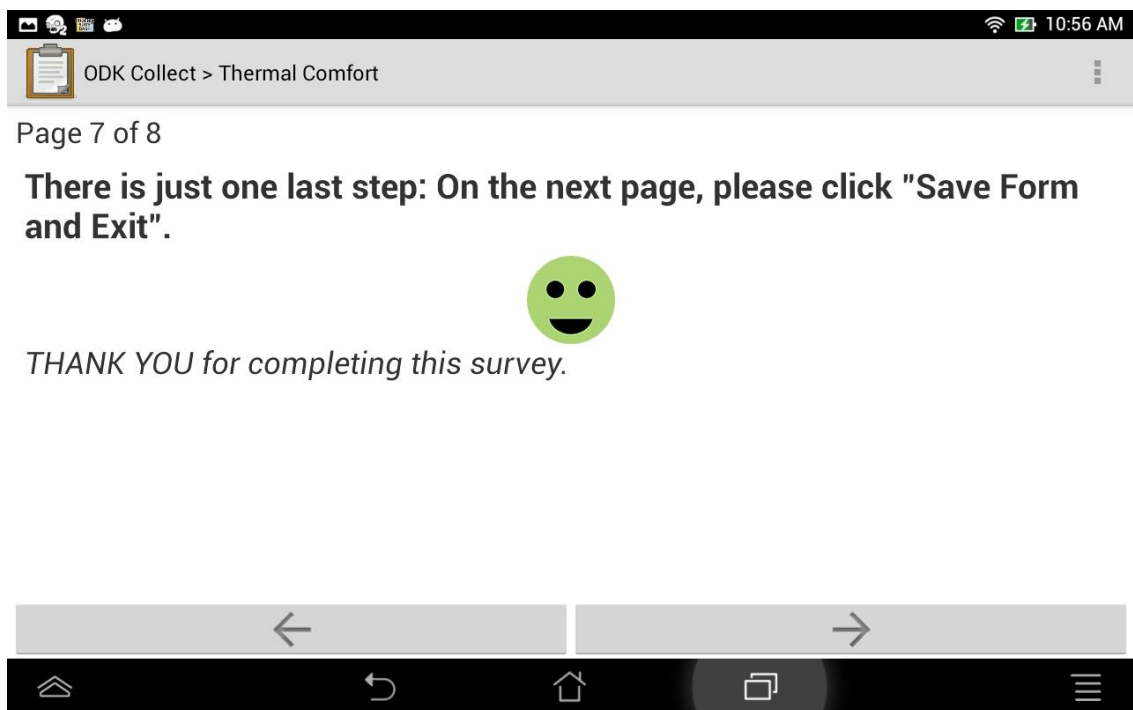 10:56 AM
ODK Collect > Thermal Comfort
Page 7 of 8
There is just one last step: On the next page, please click "Save Form
and Exit".
THANK YOU for completing this survey.